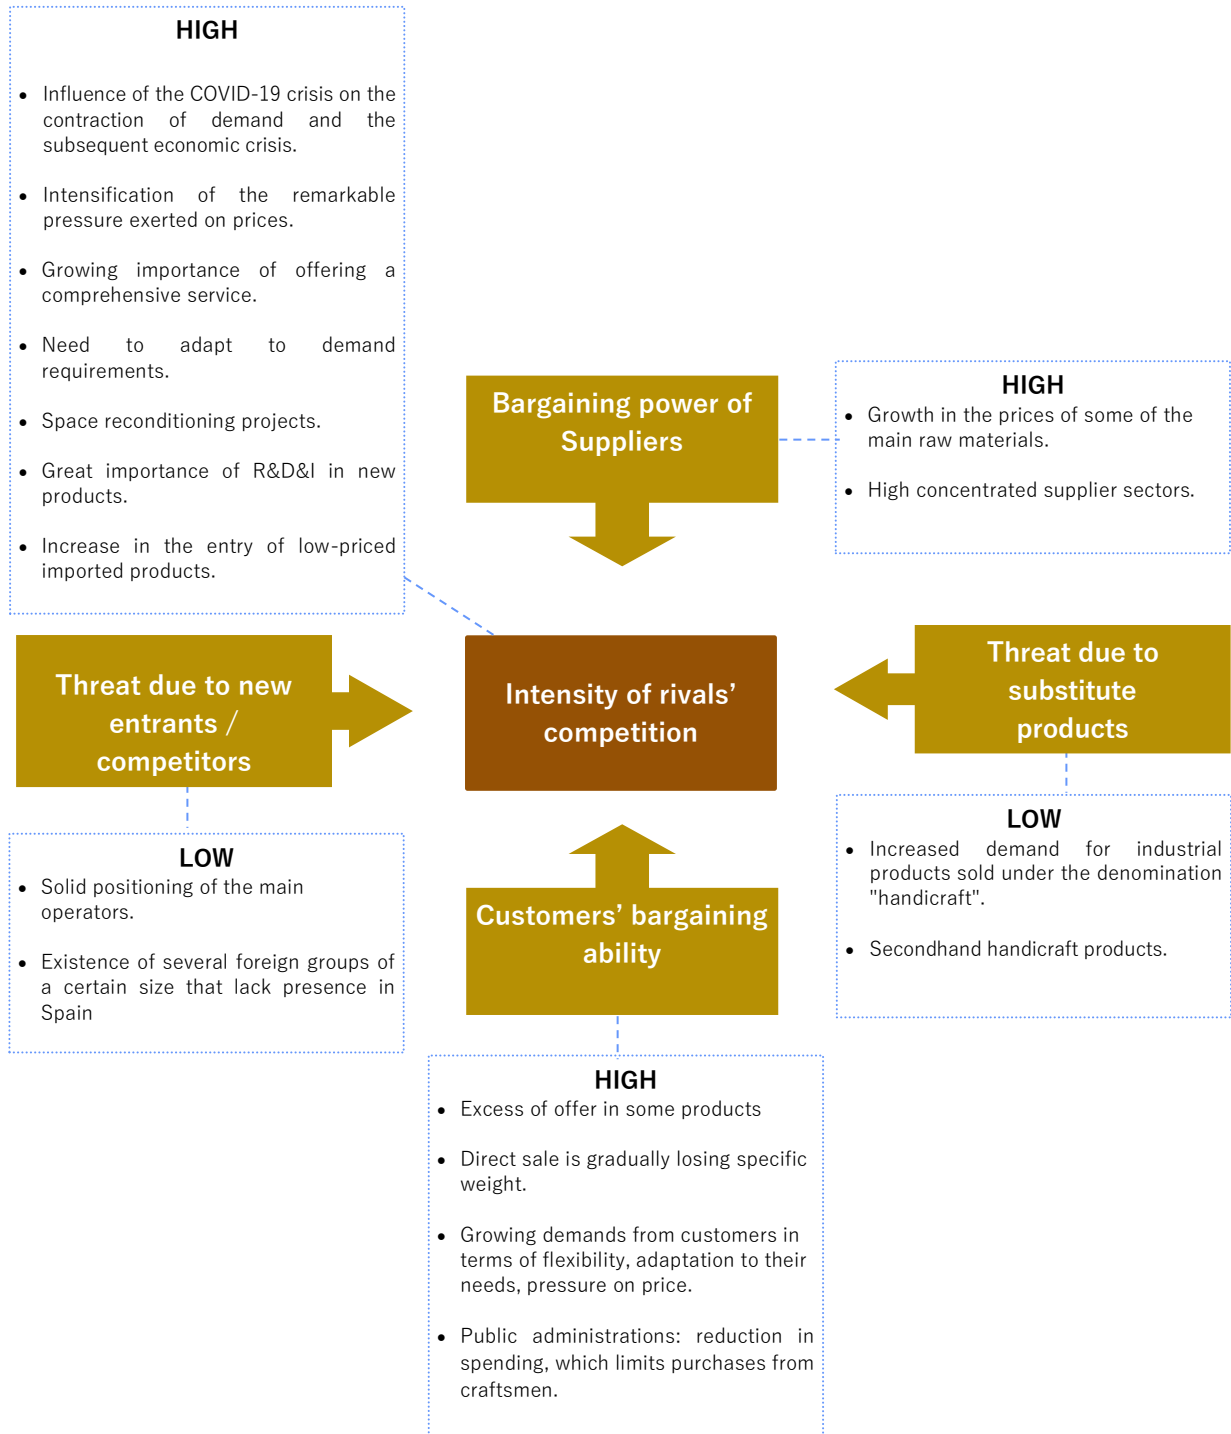 HIGH
• Influence of the COVID-19 crisis on the
contraction of demand and the
subsequent economic crisis.
• Intensification of the remarkable
pressure exerted on prices.
• Growing importance of offering a
comprehensive service.
• Need to adapt to demand
requirements.
• Space reconditioning projects.
• Great importance of R&D&I in new
products.
• Increase in the entry of low-priced
imported products.
Bargaining power of
Suppliers
HIGH
• Growth in the prices of some of the
main raw materials.
• High concentrated supplier sectors.
Threat due to new
entrants /
competitors
Intensity of rivals’
competition
Threat due to
substitute
products
LOW
• Solid positioning of the main
operators.
• Existence of several foreign groups of
a certain size that lack presence in
Spain
Customers’ bargaining
ability
LOW
• Increased demand for industrial
products sold under the denomination
"handicraft".
• Secondhand handicraft products.
HIGH
• Excess of offer in some products
• Direct sale is gradually losing specific
weight.
• Growing demands from customers in
terms of flexibility, adaptation to their
needs, pressure on price.
• Public administrations: reduction in
spending, which limits purchases from
craftsmen.